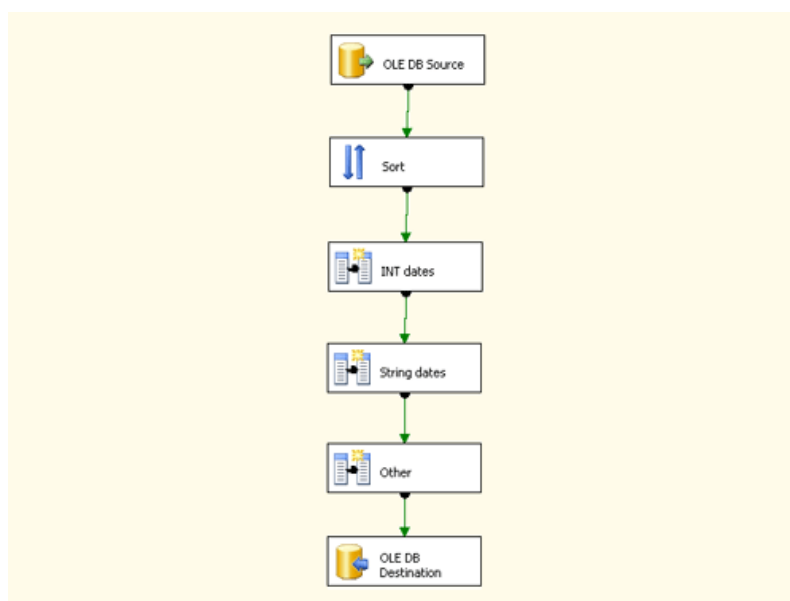 OLE DB Source
Sort
INT dates
String dates
Other
OLE DB
Destination